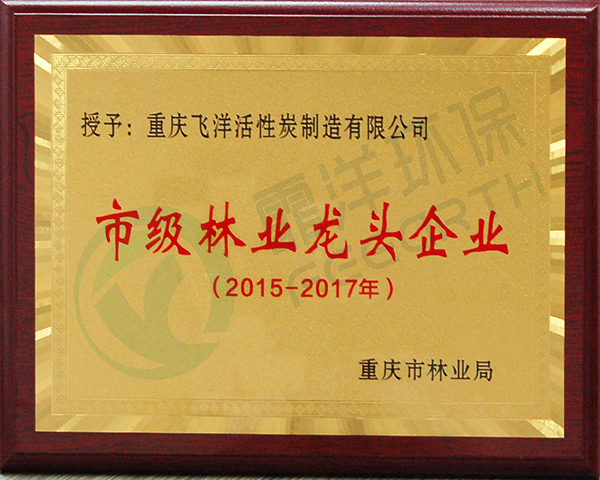 授予：重庆飞洋活性炭制造有限公司
市级林业龙头企业
（2015-2017年）
重庆市林业局